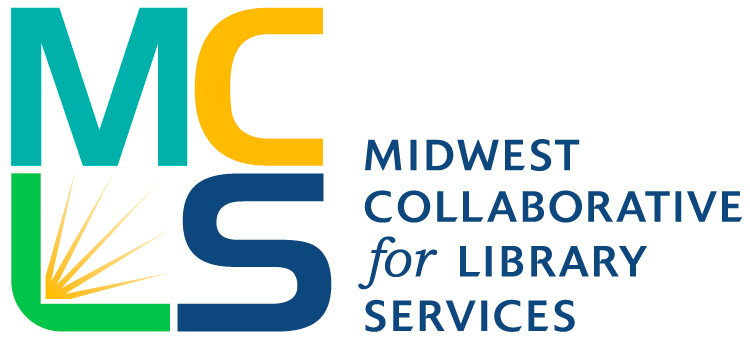 MC
LS
MIDWEST
COLLABORATIVE
for LIBRARY
SERVICES